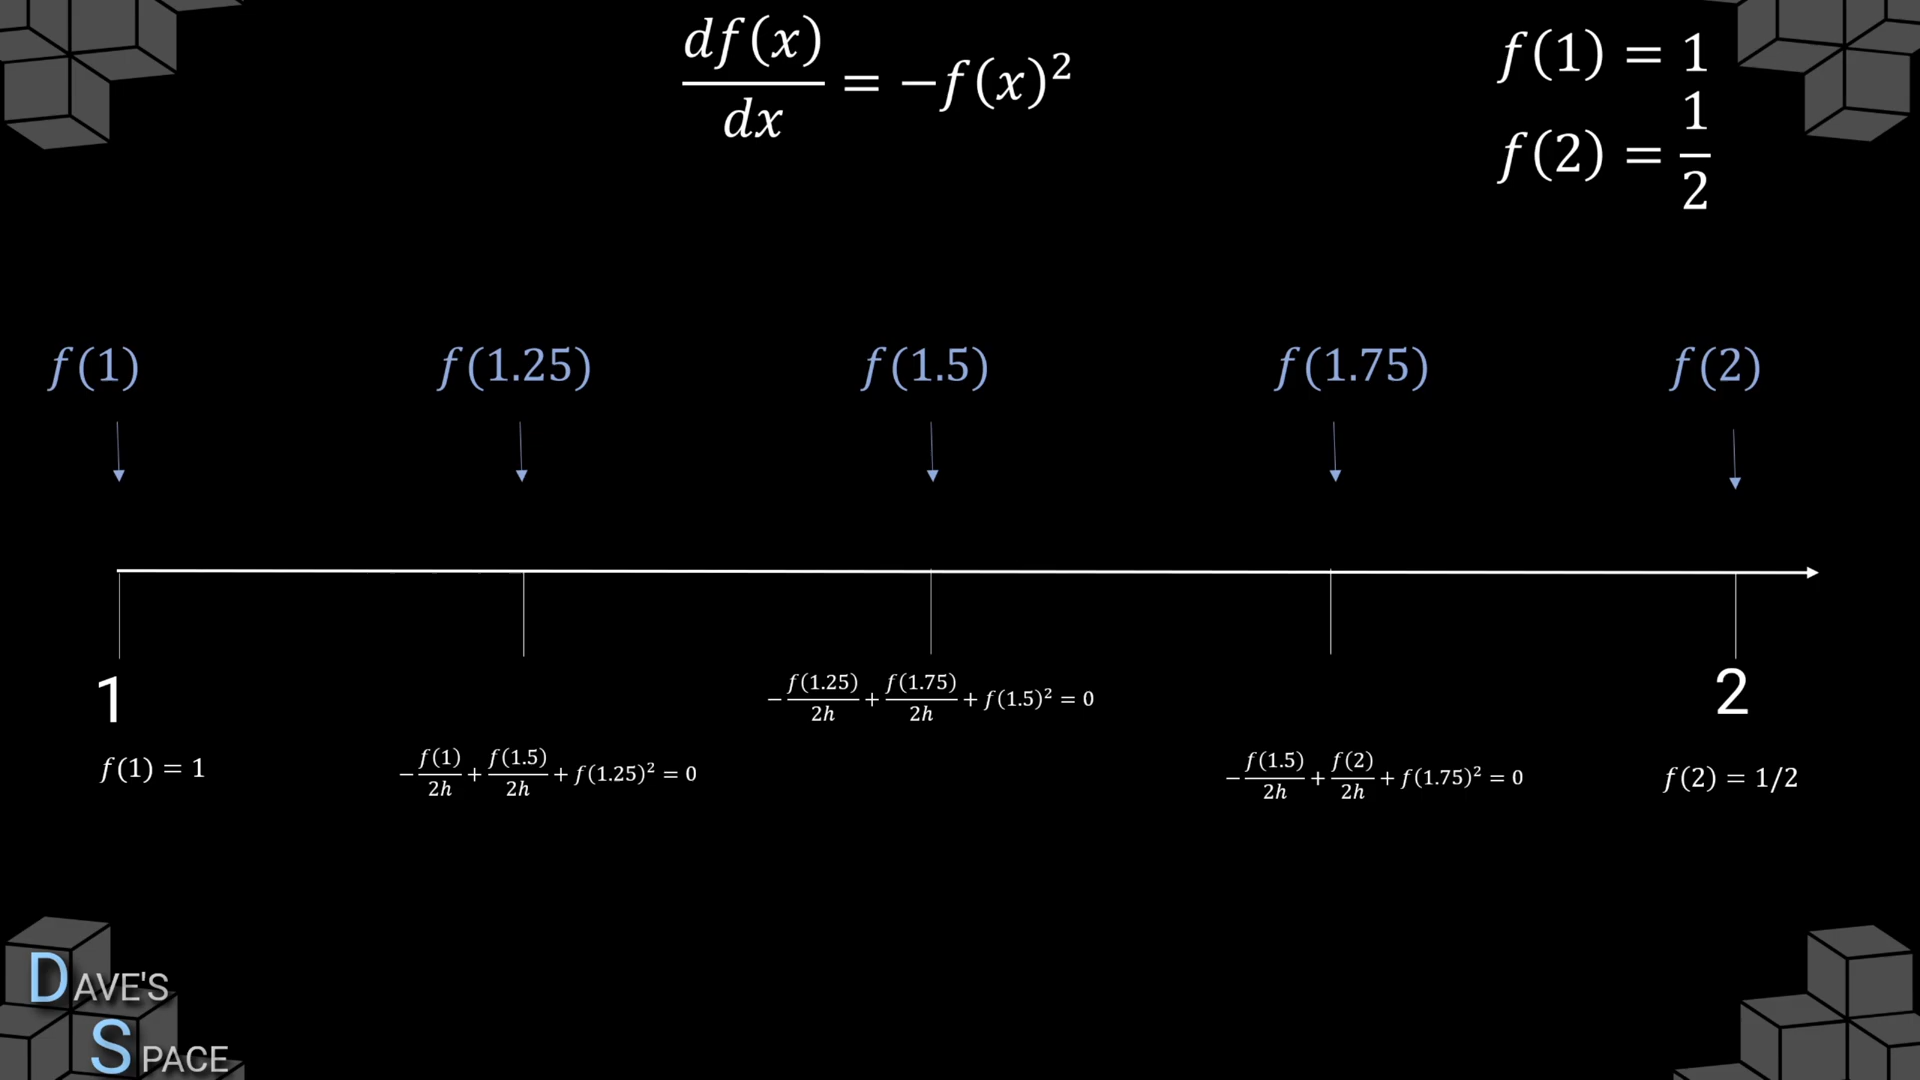 df(x)/dx = −f(x)²
f(1) = 1
f(2) = 1/2
f(1) f(1.25) f(1.5) f(1.75) f(2)
1 2
−f(1.25)/2h + f(1.75)/2h + f(1.5)² = 0
f(1) = 1
−f(1)/2h + f(1.5)/2h + f(1.25)² = 0
−f(1.5)/2h + f(2)/2h + f(1.75)² = 0
f(2) = 1/2
DAVE'S
SPACE